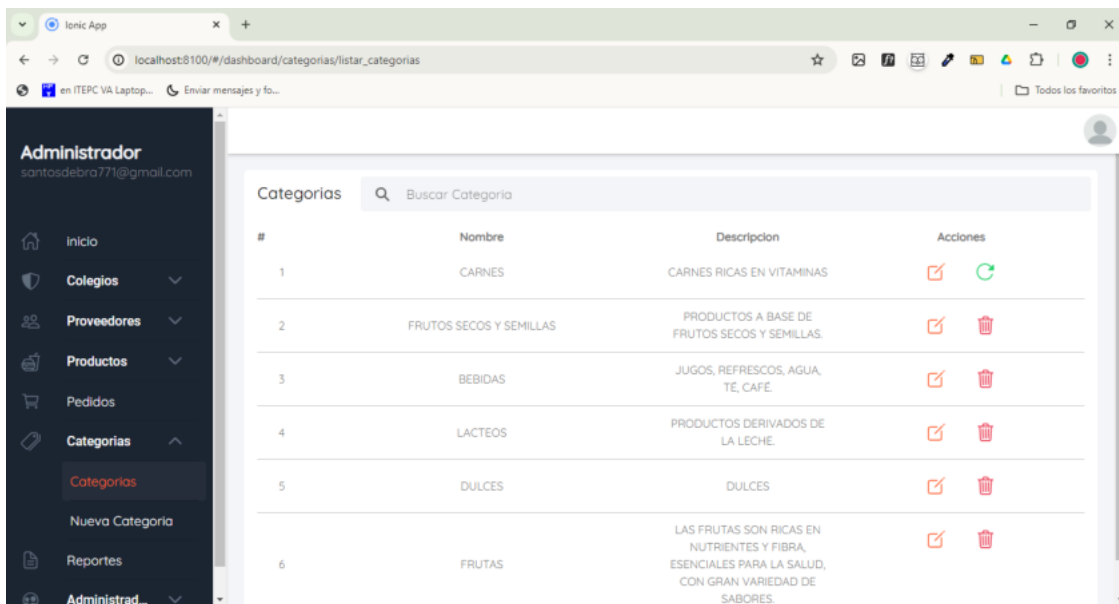 Ionic App
localhost:8100/#/dashboard/categorias/listar_categorias
en ITEPC VA Laptop...
Enviar mensajes y fo...
Todos los favoritos
Administrador
santosdebra771@gmail.com
inicio
Colegios
Proveedores
Productos
Pedidos
Categorias
Categorias
Nueva Categoria
Reportes
Administrad...
Categorias
Buscar Categoria
# Nombre Descripcion Acciones
1 CARNES CARNES RICAS EN VITAMINAS
2 FRUTOS SECOS Y SEMILLAS PRODUCTOS A BASE DE
FRUTOS SECOS Y SEMILLAS.
3 BEBIDAS JUGOS, REFRESCOS, AGUA,
TÉ, CAFÉ.
4 LACTEOS PRODUCTOS DERIVADOS DE
LA LECHE.
5 DULCES DULCES
6 FRUTAS LAS FRUTAS SON RICAS EN
NUTRIENTES Y FIBRA,
ESENCIALES PARA LA SALUD,
CON GRAN VARIEDAD DE
SABORES.